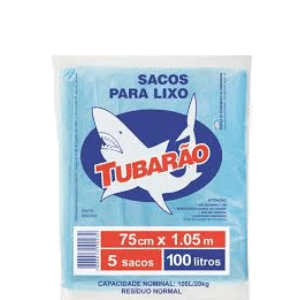 SACOS
PARA LIXO
TUBARÃO
75cm x 1.05 m
5 sacos 100 litros
CAPACIDADE NOMINAL: 100L/20kg
RESÍDUO NORMAL